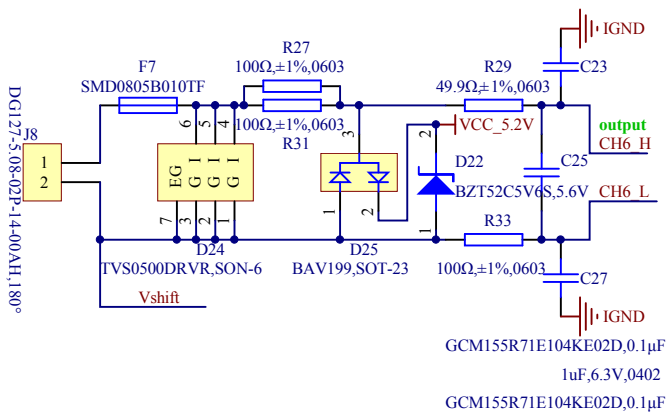 IGND
F7
SMD0805B010TF
R27
100Ω,±1%,0603
R29
49.9Ω,±1%,0603
C23
DG127-5.08-02P-14-00AH,180°
J8
1
2
6
5
4
100Ω,±1%,0603
R31
3
2
VCC_5.2V
output
CH6_H
EG
G I
G I
G I
D22
BZT52C5V6S,5.6V
C25
CH6_L
7
3
2
1
1
2
1
R33
D24
TVS0500DRVR,SON-6
D25
BAV199,SOT-23
100Ω,±1%,0603
C27
Vshift
IGND
GCM155R71E104KE02D,0.1µF
1uF,6.3V,0402
GCM155R71E104KE02D,0.1µF